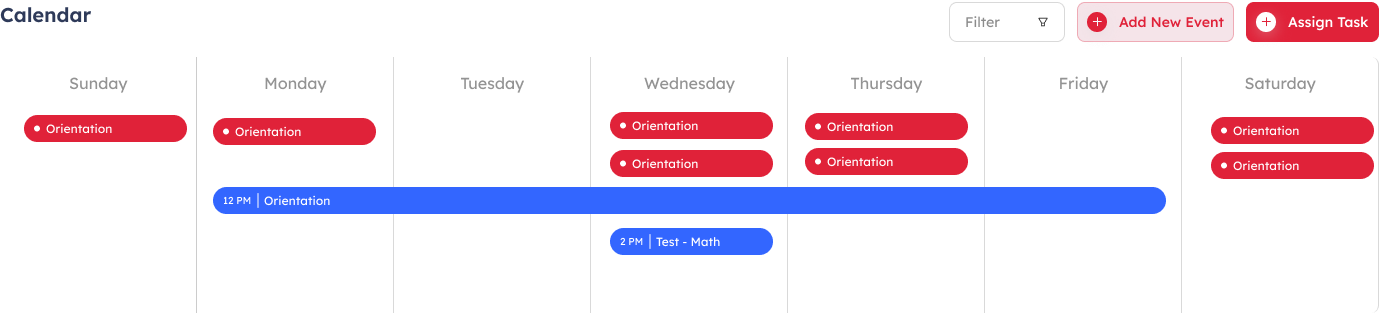 Calendar
Filter
Add New Event
Assign Task
Sunday Monday Tuesday Wednesday Thursday Friday Saturday
Orientation Orientation Orientation Orientation Orientation
Orientation Orientation Orientation
12 PM | Orientation
2 PM | Test - Math